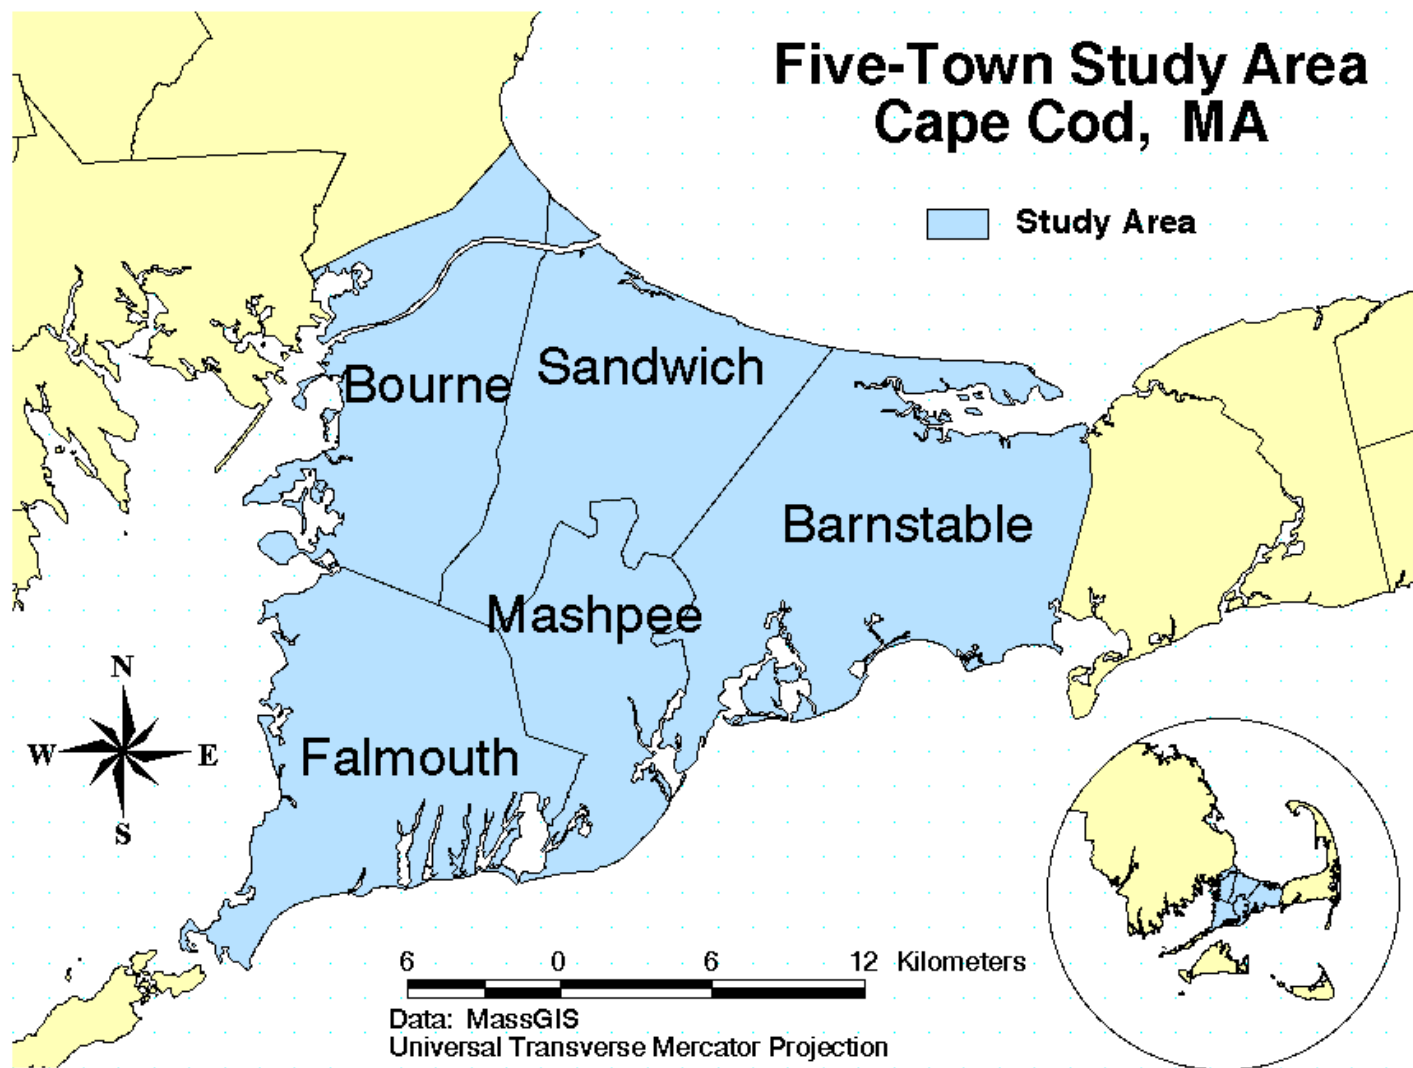 Five-Town Study Area
Cape Cod, MA
Study Area
Bourne
Sandwich
Barnstable
Mashpee
Falmouth
N
W E
S
6 0 6 12 Kilometers
Data: MassGIS
Universal Transverse Mercator Projection